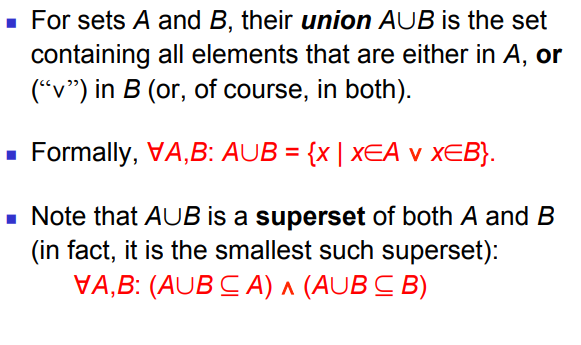 ▪ For sets A and B, their union A∪B is the set
containing all elements that are either in A, or
(“∨”) in B (or, of course, in both).
▪ Formally, ∀A,B: A∪B = {x | x∈A ∨ x∈B}.
▪ Note that A∪B is a superset of both A and B
(in fact, it is the smallest such superset):
∀A,B: (A∪B ⊆ A) ∧ (A∪B ⊆ B)